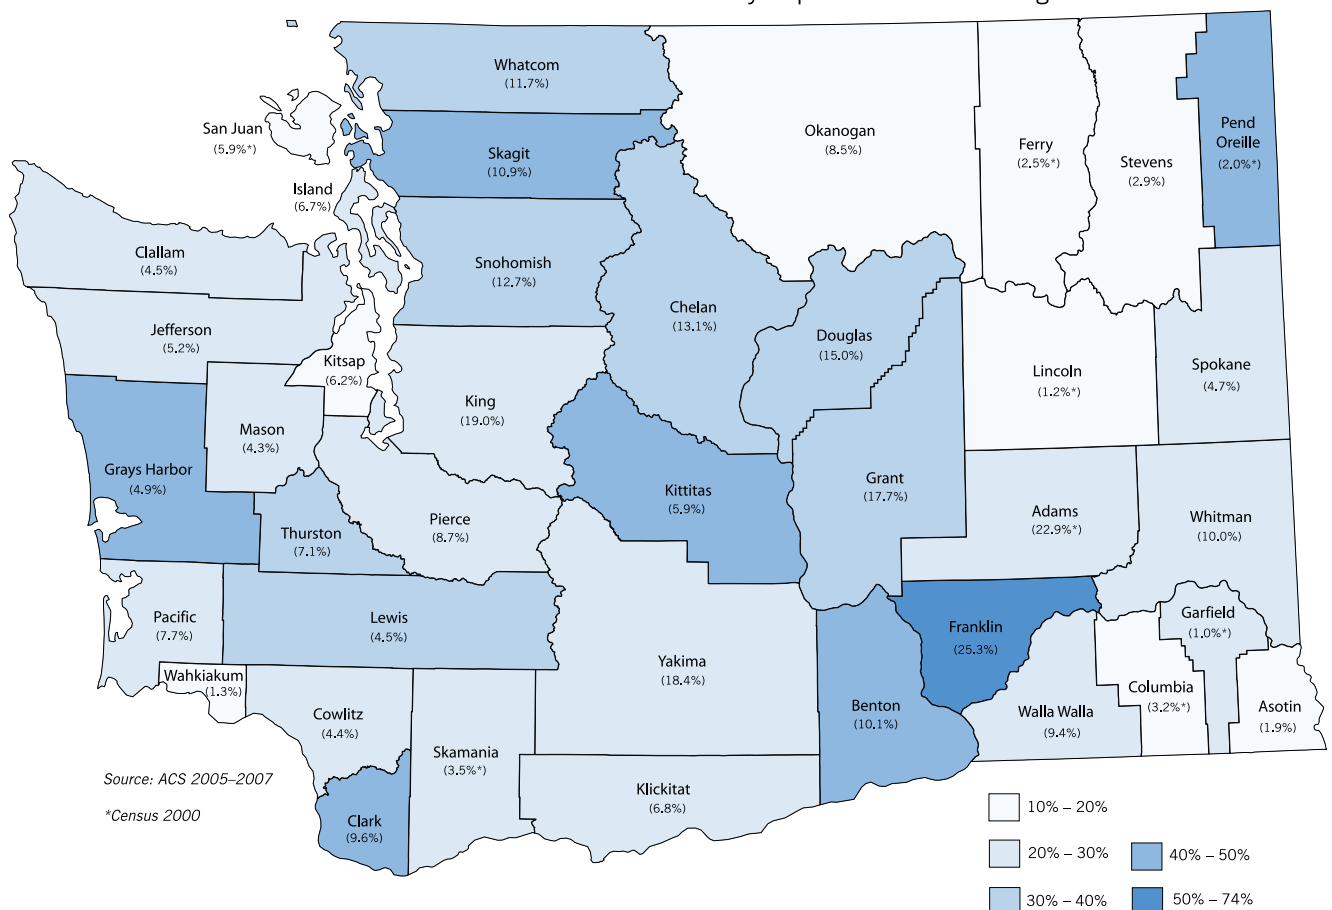 Whatcom
(11.7%)
San Juan
(5.9%*)
Skagit
(10.9%)
Okanogan
(8.5%)
Ferry
(2.5%*)
Stevens
(2.9%)
Pend
Oreille
(2.0%*)
Island
(6.7%)
Clallam
(4.5%)
Snohomish
(12.7%)
Chelan
(13.1%)
Jefferson
(5.2%)
Douglas
(15.0%)
Kitsap
(6.2%)
Lincoln
(1.2%*)
Spokane
(4.7%)
King
(19.0%)
Mason
(4.3%)
Grays Harbor
(4.9%)
Kittitas
(5.9%)
Grant
(17.7%)
Adams
(22.9%*)
Whitman
(10.0%)
Thurston
(7.1%)
Pierce
(8.7%)
Pacific
(7.7%)
Lewis
(4.5%)
Franklin
(25.3%)
Garfield
(1.0%*)
Yakima
(18.4%)
Wahkiakum
(1.3%)
Columbia
(3.2%*)
Benton
(10.1%)
Walla Walla
(9.4%)
Asotin
(1.9%)
Cowlitz
(4.4%)
Skamania
(3.5%*)
Klickitat
(6.8%)
Clark
(9.6%)
Source: ACS 2005–2007
*Census 2000
10% – 20%
20% – 30%
40% – 50%
30% – 40%
50% – 74%